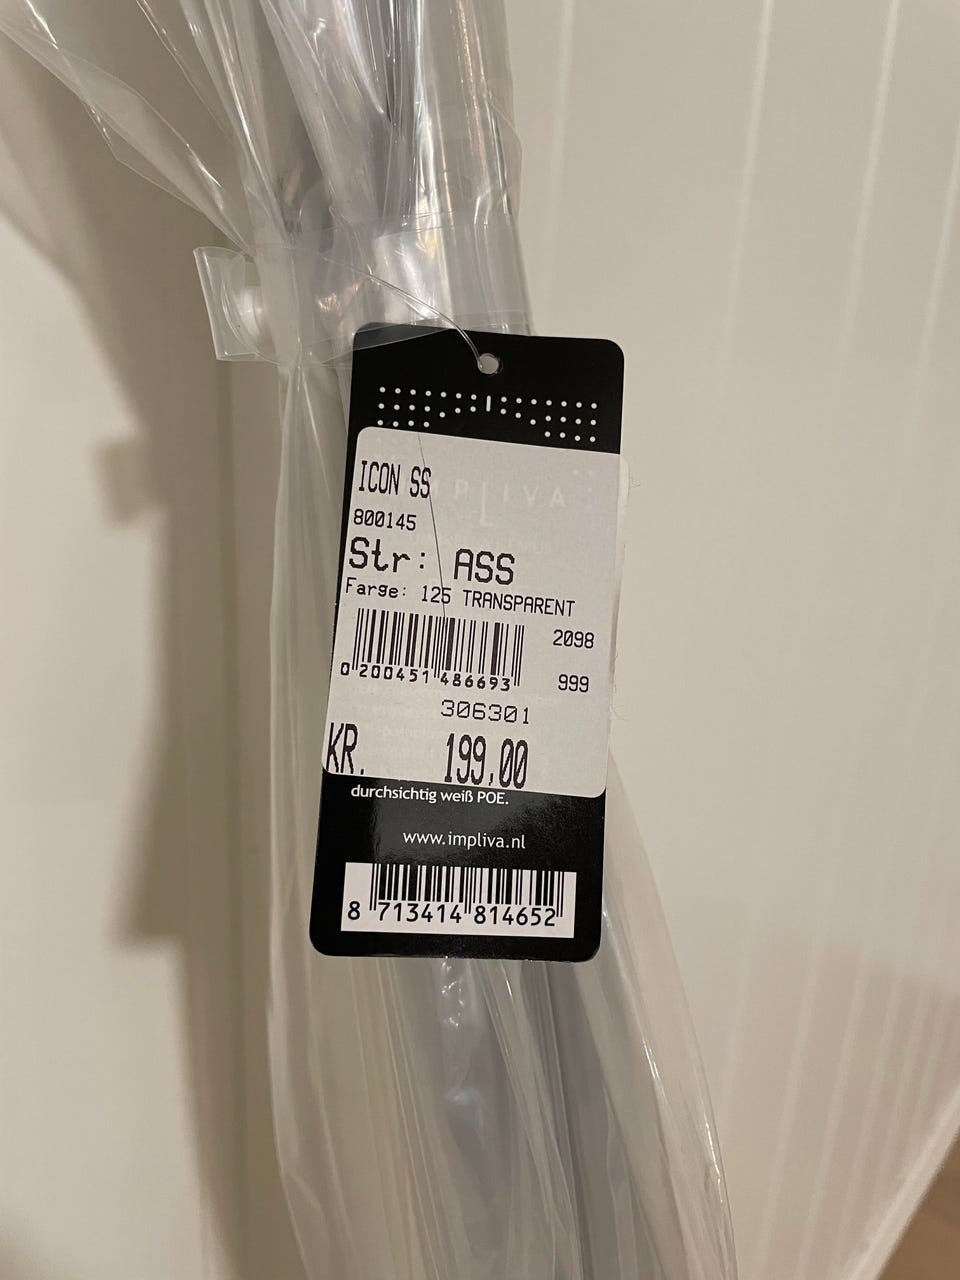 ICON SS
IMPLIVA
800145
Str: ASS
Farge: 125 TRANSPARENT
2098
0 200451 486693
999
306301
KR. 199,00
durchsichtig weiß POE.
www.impliva.nl
8 713414 814652